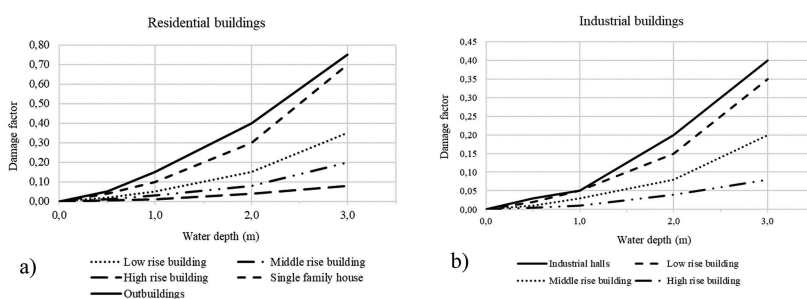 Residential buildings
0,80
0,70
0,60
0,50
0,40
0,30
0,20
0,10
0,00
Damage factor
0,0 1,0 2,0 3,0
Water depth (m)
Low rise building Middle rise building
High rise building Single family house
Outbuildings
a)
Industrial buildings
0,45
0,40
0,35
0,30
0,25
0,20
0,15
0,10
0,05
0,00
Damage factor
0,0 1,0 2,0 3,0
Water depth (m)
Industrial halls Low rise building
Middle rise building High rise building
b)